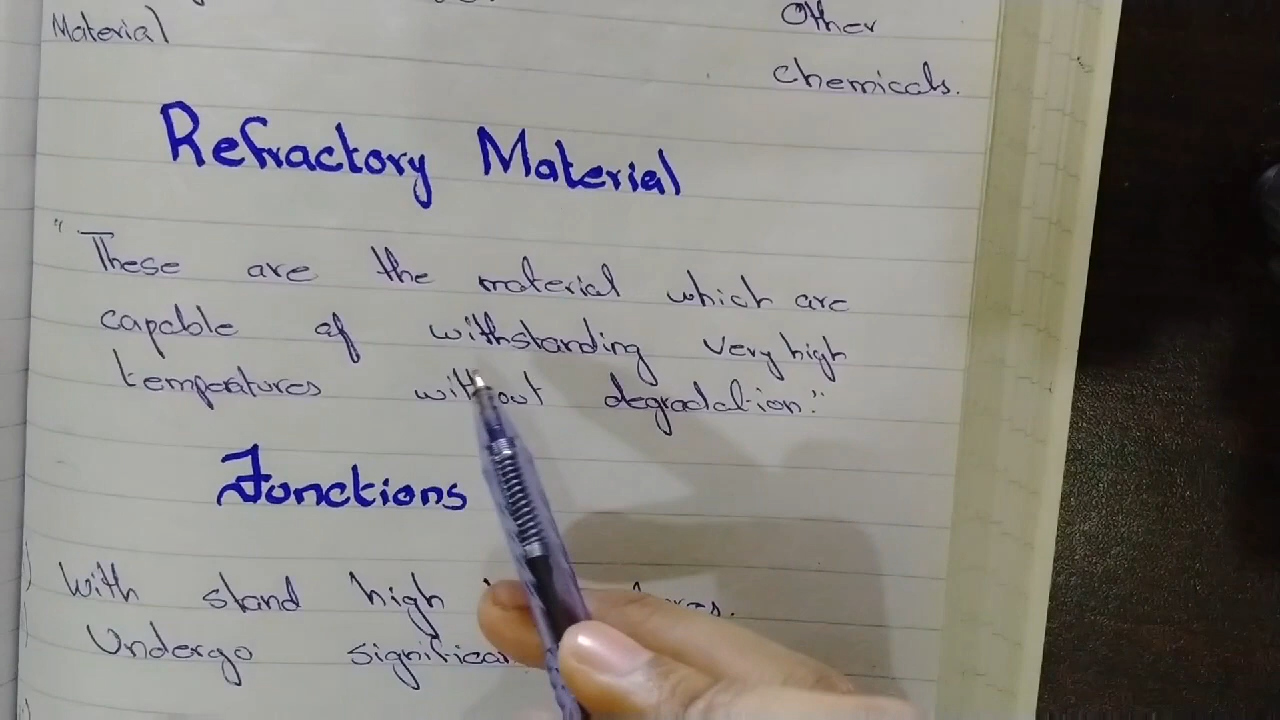 Material
Other
chemicals.
Refractory Material
"These are the material which are
capable of withstanding very high
tempeatures without degradation."
Functions
With stand high
Undergo